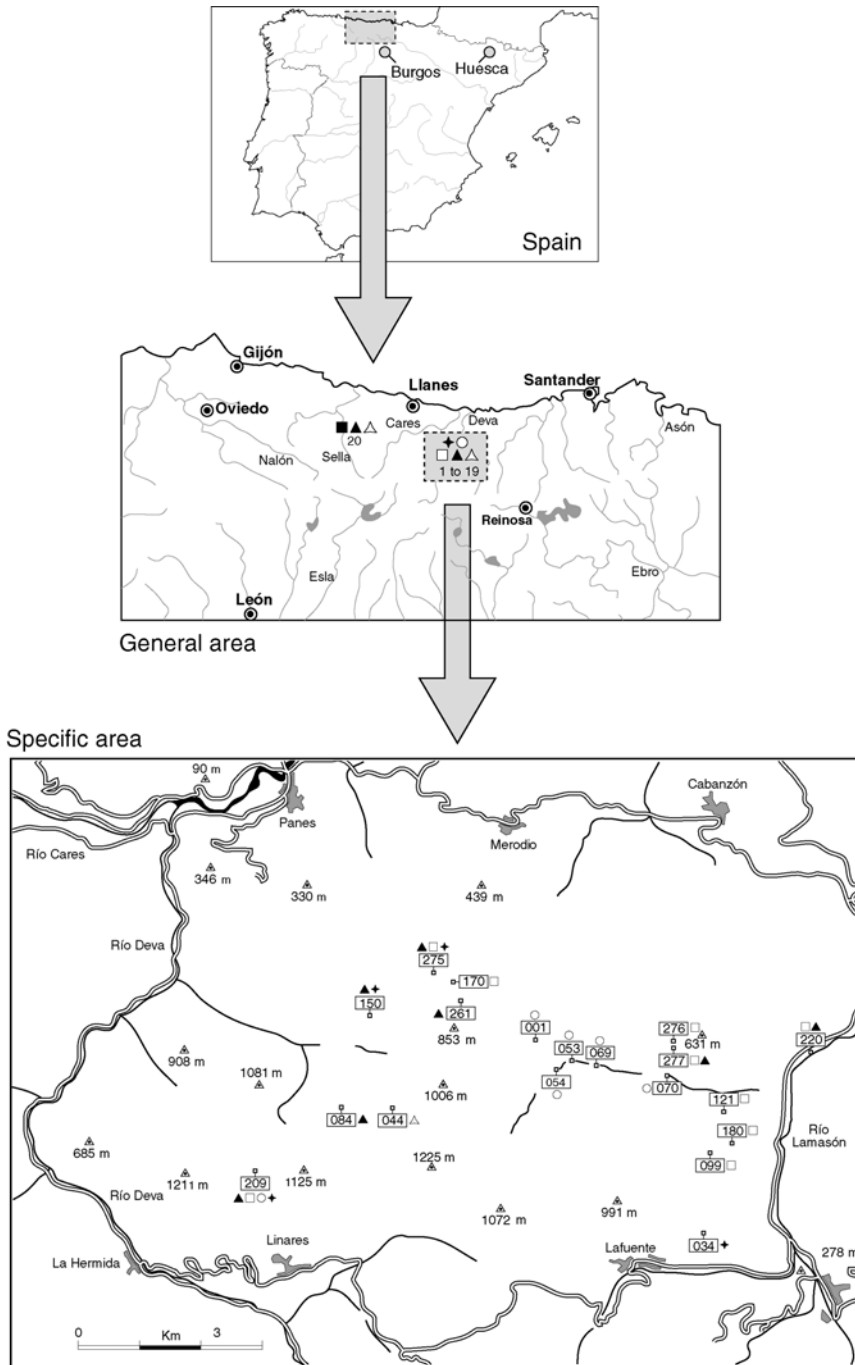 Burgos
Huesca
Spain
Gijón
Llanes
Santander
Oviedo
Cares
Deva
Asón
20
Sella
Nalón
1 to 19
Reinosa
Esla
Ebro
León
General area
Specific area
90 m
Cabanzón
Panes
Merodio
Río Cares
346 m
330 m
439 m
Río Deva
275
170
150
261
001
276
220
853 m
053
069
631 m
277
908 m
054
070
1081 m
1006 m
121
084
044
180
Río
Lamasón
685 m
1225 m
099
1211 m
209
1125 m
Río Deva
1072 m
991 m
034
La Hermida
Linares
Lafuente
278 m
0 3
Km